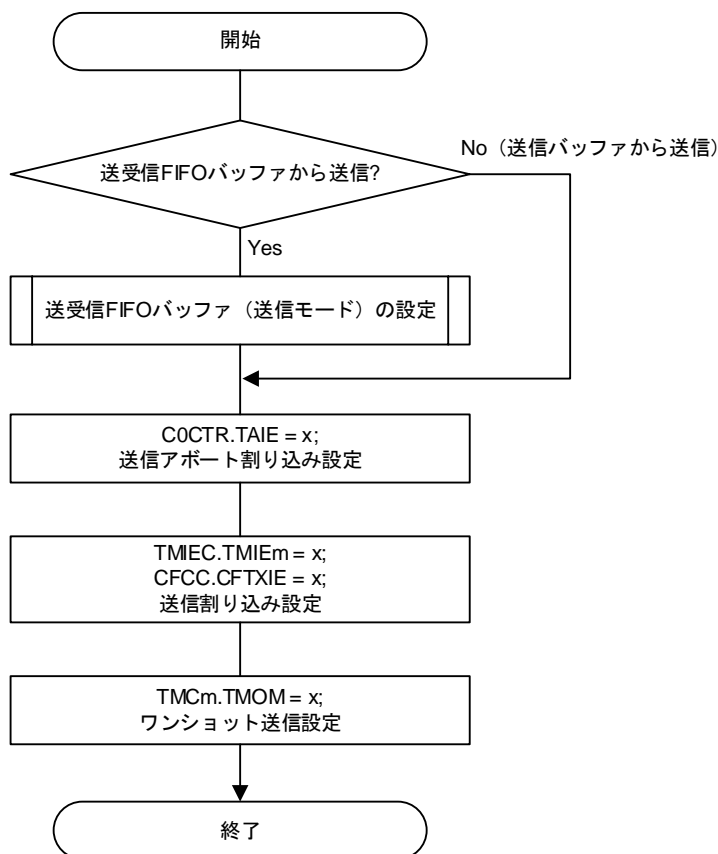 開始
送受信FIFOバッファから送信?
No（送信バッファから送信）
Yes
送受信FIFOバッファ（送信モード）の設定
C0CTR.TAIE = x;
送信アボート割り込み設定
TMIEC.TMIEm = x;
CFCC.CFTXIE = x;
送信割り込み設定
TMCm.TMOM = x;
ワンショット送信設定
終了